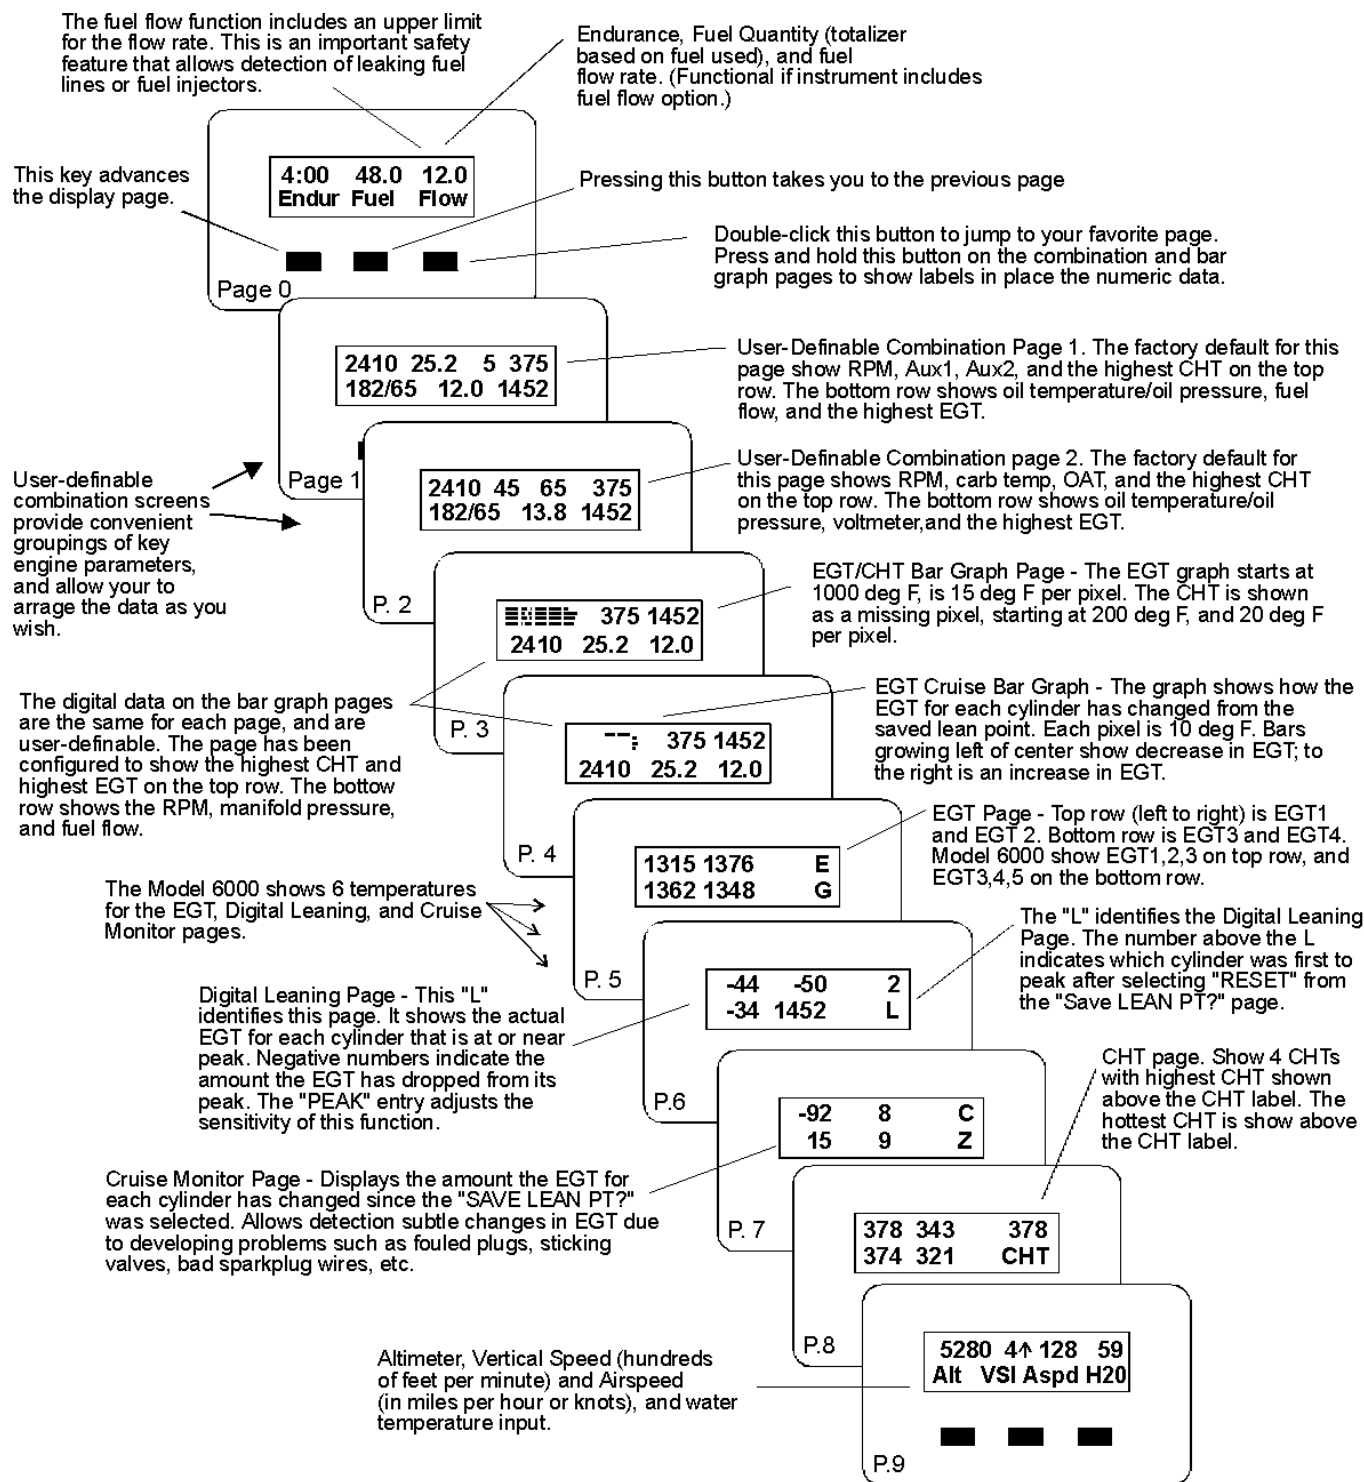 The fuel flow function includes an upper limit
for the flow rate. This is an important safety
feature that allows detection of leaking fuel
lines or fuel injectors.
Endurance, Fuel Quantity (totalizer
based on fuel used), and fuel
flow rate. (Functional if instrument includes
fuel flow option.)
This key advances
the display page.
4:00 48.0 12.0
Endur Fuel Flow
Page 0
Pressing this button takes you to the previous page
Double-click this button to jump to your favorite page.
Press and hold this button on the combination and bar
graph pages to show labels in place the numeric data.
2410 25.2 5 375
182/65 12.0 1452
Page 1
User-Definable Combination Page 1. The factory default for this
page show RPM, Aux1, Aux2, and the highest CHT on the top
row. The bottom row shows oil temperature/oil pressure, fuel
flow, and the highest EGT.
User-definable
combination screens
provide convenient
groupings of key
engine parameters,
and allow your to
arrage the data as you
wish.
2410 45 65 375
182/65 13.8 1452
P. 2
User-Definable Combination page 2. The factory default for
this page shows RPM, carb temp, OAT, and the highest CHT
on the top row. The bottom row shows oil temperature/oil
pressure, voltmeter,and the highest EGT.
375 1452
2410 25.2 12.0
P. 3
EGT/CHT Bar Graph Page - The EGT graph starts at
1000 deg F, is 15 deg F per pixel. The CHT is shown
as a missing pixel, starting at 200 deg F, and 20 deg F
per pixel.
The digital data on the bar graph pages
are the same for each page, and are
user-definable. The page has been
configured to show the highest CHT and
highest EGT on the top row. The bottow
row shows the RPM, manifold pressure,
and fuel flow.
375 1452
2410 25.2 12.0
P. 4
EGT Cruise Bar Graph - The graph shows how the
EGT for each cylinder has changed from the
saved lean point. Each pixel is 10 deg F. Bars
growing left of center show decrease in EGT; to
the right is an increase in EGT.
1315 1376 E
1362 1348 G
P. 5
EGT Page - Top row (left to right) is EGT1
and EGT 2. Bottom row is EGT3 and EGT4.
Model 6000 show EGT1,2,3 on top row, and
EGT3,4,5 on the bottom row.
The Model 6000 shows 6 temperatures
for the EGT, Digital Leaning, and Cruise
Monitor pages.
-44 -50 2
-34 1452 L
P.6
The "L" identifies the Digital Leaning
Page. The number above the L
indicates which cylinder was first to
peak after selecting "RESET" from
the "Save LEAN PT?" page.
Digital Leaning Page - This "L"
identifies this page. It shows the actual
EGT for each cylinder that is at or near
peak. Negative numbers indicate the
amount the EGT has dropped from its
peak. The "PEAK" entry adjusts the
sensitivity of this function.
-92 8 C
15 9 Z
P. 7
CHT page. Show 4 CHTs
with highest CHT shown
above the CHT label. The
hottest CHT is show above
the CHT label.
Cruise Monitor Page - Displays the amount the EGT for
each cylinder has changed since the "SAVE LEAN PT?"
was selected. Allows detection subtle changes in EGT due
to developing problems such as fouled plugs, sticking
valves, bad sparkplug wires, etc.
378 343 378
374 321 CHT
P.8
5280 4↑ 128 59
Alt VSI Aspd H20
P.9
Altimeter, Vertical Speed (hundreds
of feet per minute) and Airspeed
(in miles per hour or knots), and water
temperature input.